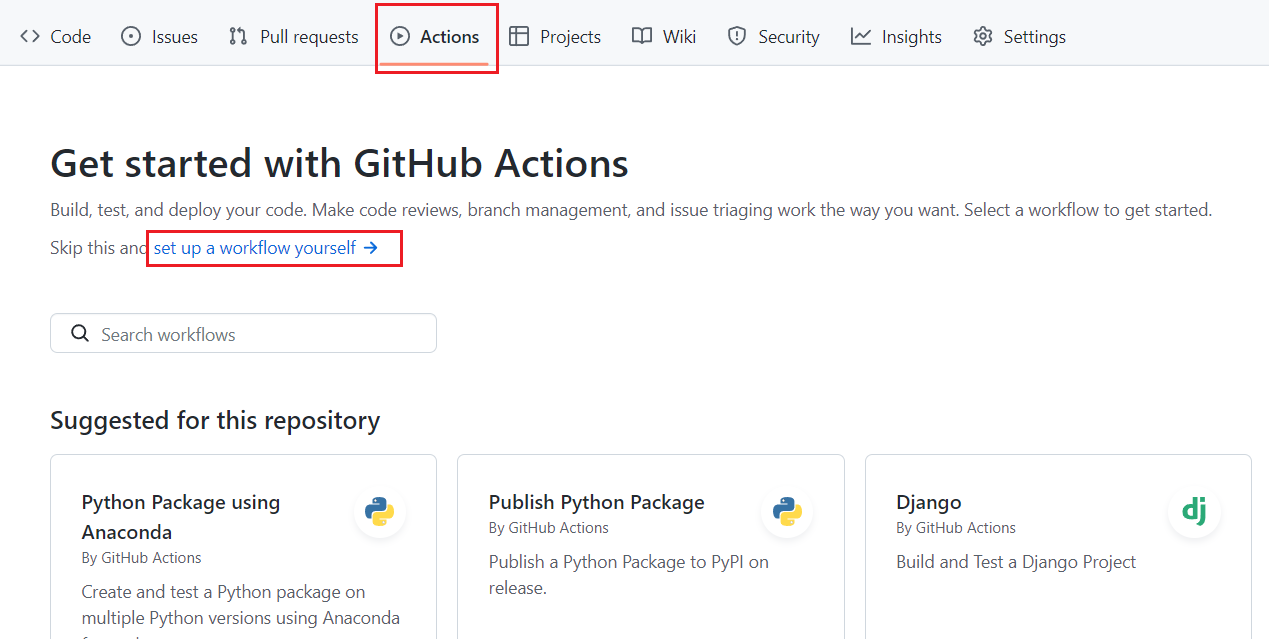 Code Issues Pull requests Actions Projects Wiki Security Insights Settings
Get started with GitHub Actions
Build, test, and deploy your code. Make code reviews, branch management, and issue triaging work the way you want. Select a workflow to get started.
Skip this and set up a workflow yourself →
Search workflows
Suggested for this repository
Python Package using
Anaconda
By GitHub Actions
Create and test a Python package on
multiple Python versions using Anaconda
Publish Python Package
By GitHub Actions
Publish a Python Package to PyPI on
release.
Django
By GitHub Actions
Build and Test a Django Project
dj